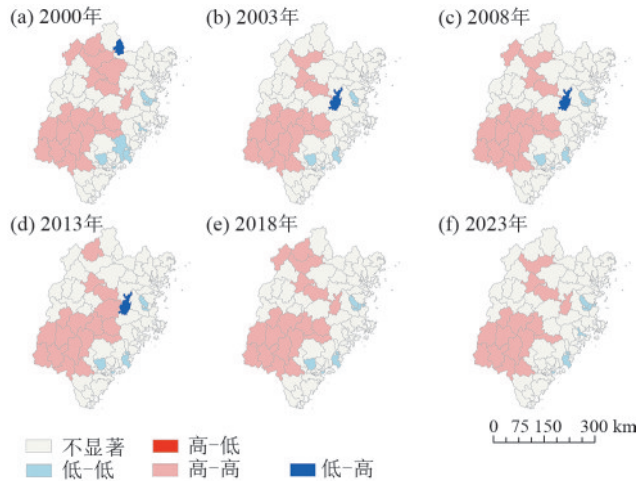 (a) 2000年
(b) 2003年
(c) 2008年
(d) 2013年
(e) 2018年
(f) 2023年
不显著
高-低
低-低
高-高
低-高
0 75 150 300 km